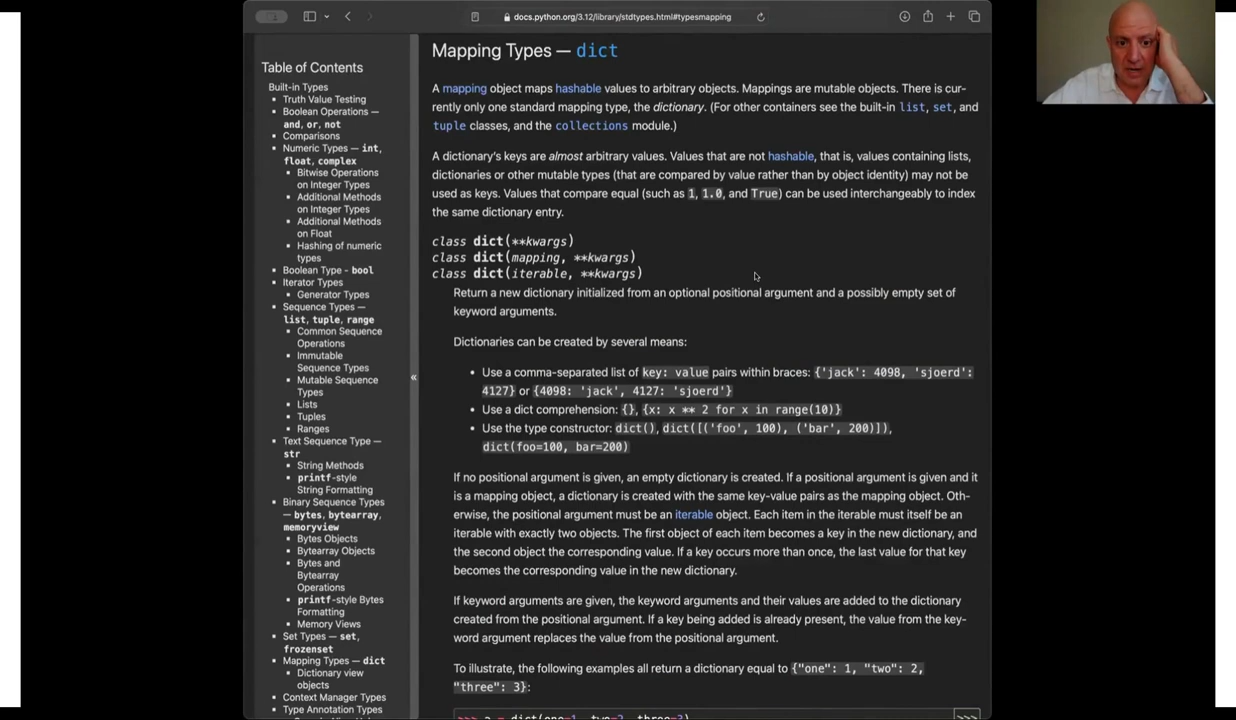 docs.python.org/3.12/library/stdtypes.html#typesmapping
Table of Contents
Built-in Types
Truth Value Testing
Boolean Operations —
and, or, not
Comparisons
Numeric Types — int,
float, complex
Bitwise Operations
on Integer Types
Additional Methods
on Integer Types
Additional Methods
on Float
Hashing of numeric
types
Boolean Type - bool
Iterator Types
Generator Types
Sequence Types —
list, tuple, range
Common Sequence
Operations
Immutable
Sequence Types
Mutable Sequence
Types
Lists
Tuples
Ranges
Text Sequence Type —
str
String Methods
printf-style
String Formatting
Binary Sequence Types
— bytes, bytearray,
memoryview
Bytes Objects
Bytearray Objects
Bytes and
Bytearray
Operations
printf-style Bytes
Formatting
Memory Views
Set Types — set,
frozenset
Mapping Types — dict
Dictionary view
objects
Context Manager Types
Type Annotation Types
«
Mapping Types — dict
A mapping object maps hashable values to arbitrary objects. Mappings are mutable objects. There is cur-
rently only one standard mapping type, the dictionary. (For other containers see the built-in list, set, and
tuple classes, and the collections module.)
A dictionary's keys are almost arbitrary values. Values that are not hashable, that is, values containing lists,
dictionaries or other mutable types (that are compared by value rather than by object identity) may not be
used as keys. Values that compare equal (such as 1, 1.0, and True) can be used interchangeably to index
the same dictionary entry.
class dict(**kwargs)
class dict(mapping, **kwargs)
class dict(iterable, **kwargs)
Return a new dictionary initialized from an optional positional argument and a possibly empty set of
keyword arguments.
Dictionaries can be created by several means:
• Use a comma-separated list of key: value pairs within braces: {'jack': 4098, 'sjoerd':
4127} or {4098: 'jack', 4127: 'sjoerd'}
• Use a dict comprehension: {}, {x: x ** 2 for x in range(10)}
• Use the type constructor: dict(), dict([('foo', 100), ('bar', 200)]),
dict(foo=100, bar=200)
If no positional argument is given, an empty dictionary is created. If a positional argument is given and it
is a mapping object, a dictionary is created with the same key-value pairs as the mapping object. Oth-
erwise, the positional argument must be an iterable object. Each item in the iterable must itself be an
iterable with exactly two objects. The first object of each item becomes a key in the new dictionary, and
the second object the corresponding value. If a key occurs more than once, the last value for that key
becomes the corresponding value in the new dictionary.
If keyword arguments are given, the keyword arguments and their values are added to the dictionary
created from the positional argument. If a key being added is already present, the value from the key-
word argument replaces the value from the positional argument.
To illustrate, the following examples all return a dictionary equal to {"one": 1, "two": 2,
"three": 3}:
>>> a = dict(one=1, two=2, three=3)
>>>